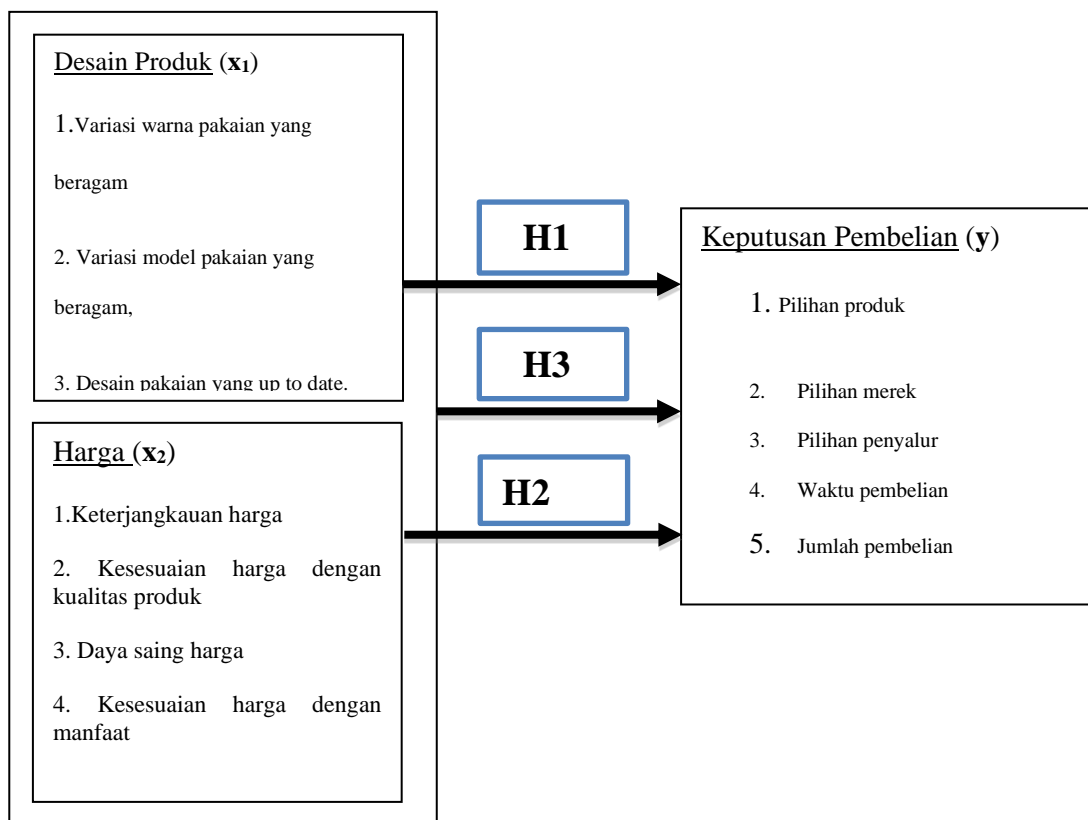 Desain Produk (x₁)
1.Variasi warna pakaian yang
beragam
2. Variasi model pakaian yang
beragam,
3. Desain pakaian yang up to date.
Harga (x₂)
1.Keterjangkauan harga
2. Kesesuaian harga dengan
kualitas produk
3. Daya saing harga
4. Kesesuaian harga dengan
manfaat
H1
H3
H2
Keputusan Pembelian (y)
1. Pilihan produk
2. Pilihan merek
3. Pilihan penyalur
4. Waktu pembelian
5. Jumlah pembelian